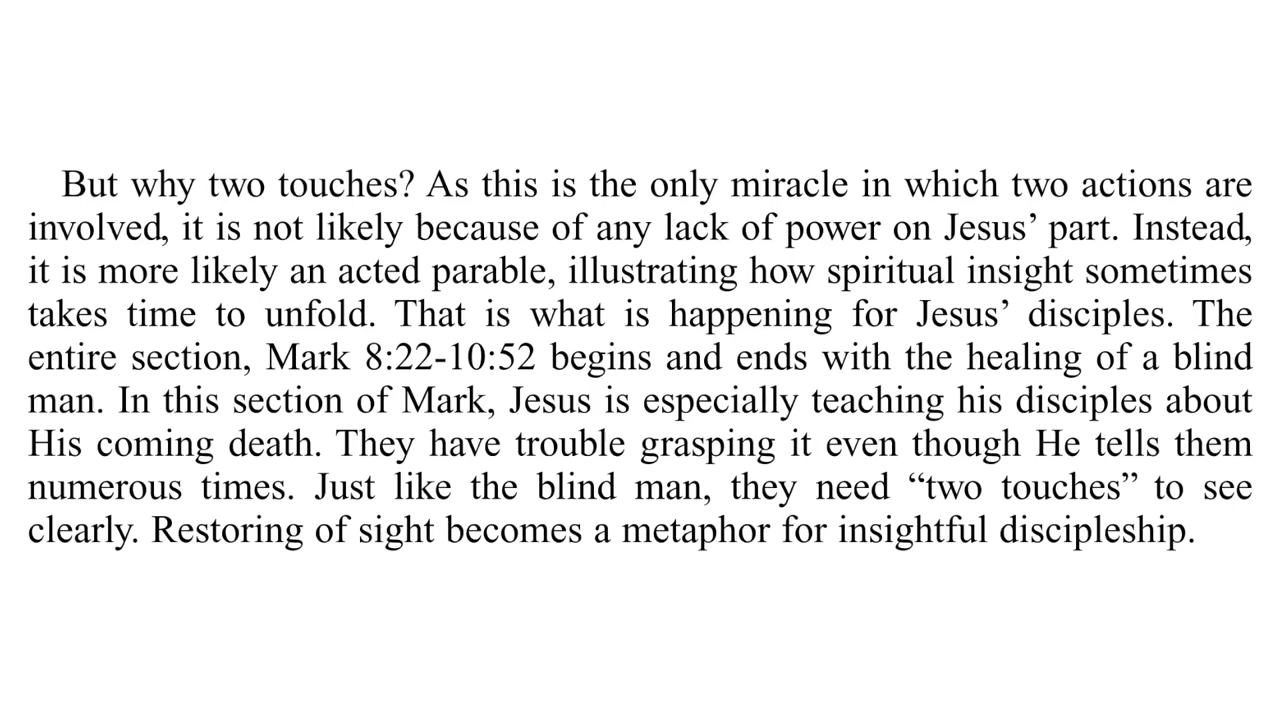 But why two touches? As this is the only miracle in which two actions are
involved, it is not likely because of any lack of power on Jesus’ part. Instead,
it is more likely an acted parable, illustrating how spiritual insight sometimes
takes time to unfold. That is what is happening for Jesus’ disciples. The
entire section, Mark 8:22-10:52 begins and ends with the healing of a blind
man. In this section of Mark, Jesus is especially teaching his disciples about
His coming death. They have trouble grasping it even though He tells them
numerous times. Just like the blind man, they need “two touches” to see
clearly. Restoring of sight becomes a metaphor for insightful discipleship.